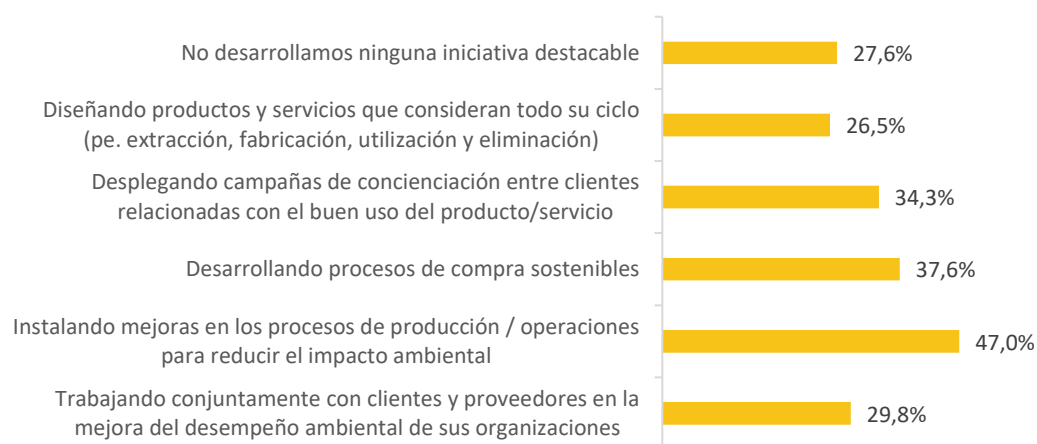 No desarrollamos ninguna iniciativa destacable
27,6%
Diseñando productos y servicios que consideran todo su ciclo
(pe. extracción, fabricación, utilización y eliminación)
26,5%
Desplegando campañas de concienciación entre clientes
relacionadas con el buen uso del producto/servicio
34,3%
Desarrollando procesos de compra sostenibles
37,6%
Instalando mejoras en los procesos de producción / operaciones
para reducir el impacto ambiental
47,0%
Trabajando conjuntamente con clientes y proveedores en la
mejora del desempeño ambiental de sus organizaciones
29,8%